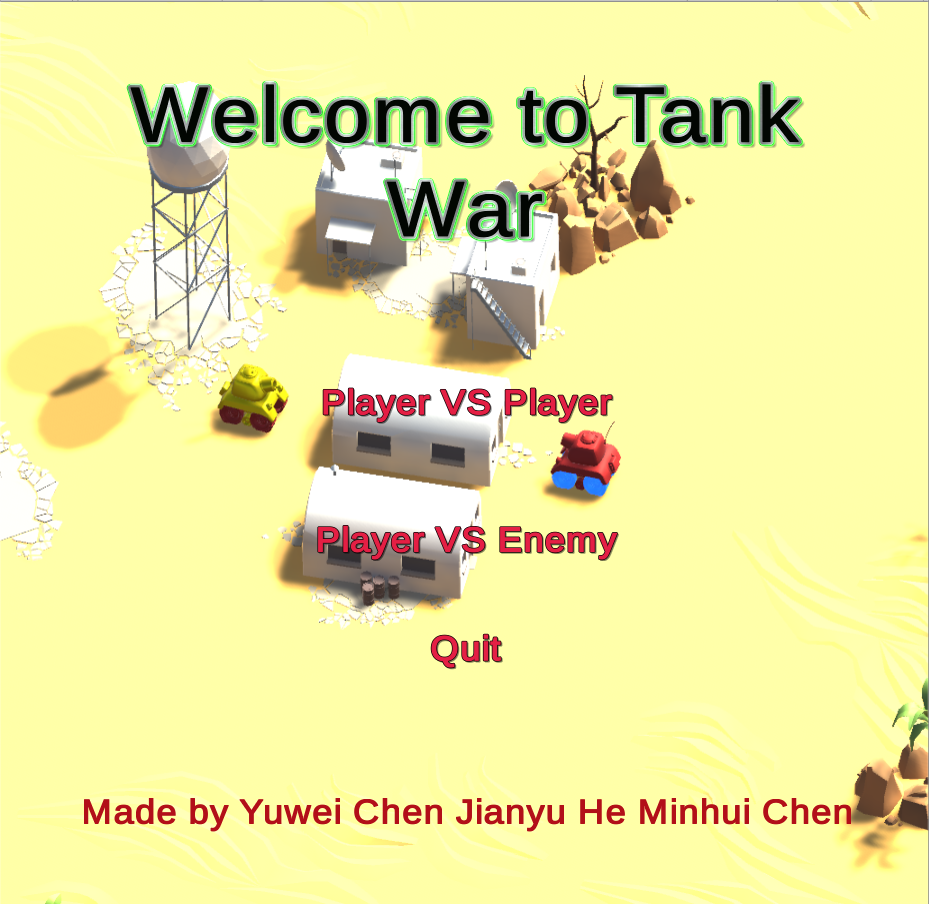 Welcome to Tank
War
Player VS Player
Player VS Enemy
Quit
Made by Yuwei Chen Jianyu He Minhui Chen